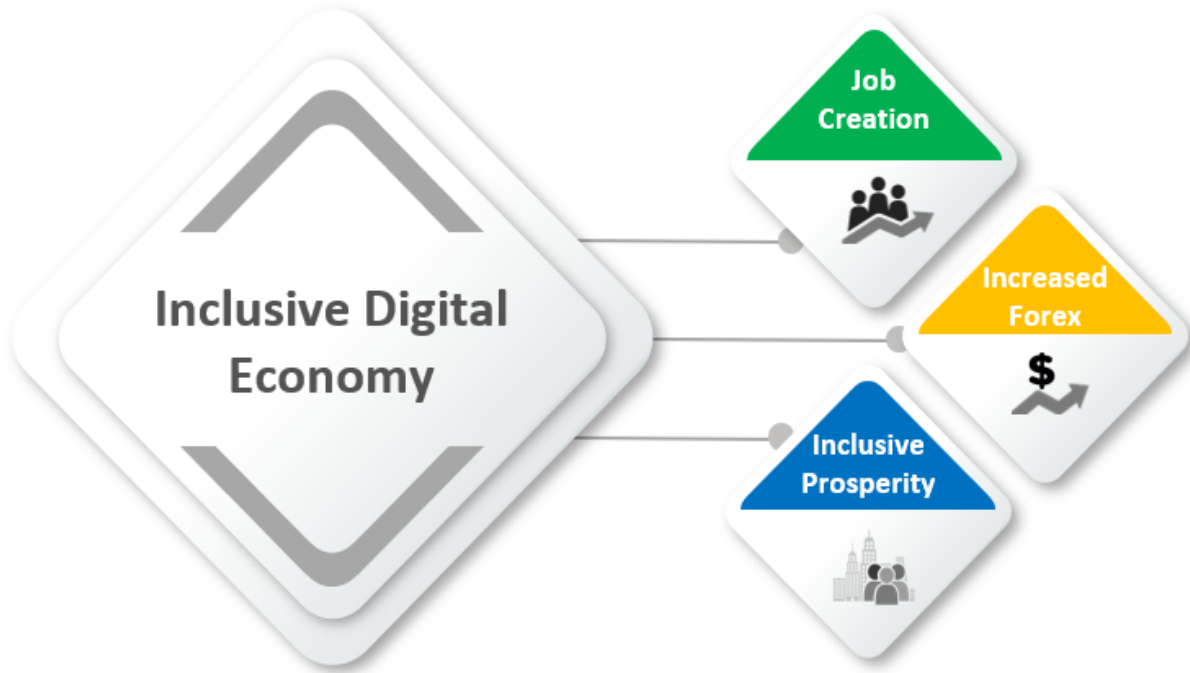 Inclusive Digital
Economy
Job
Creation
Increased
Forex
$
Inclusive
Prosperity